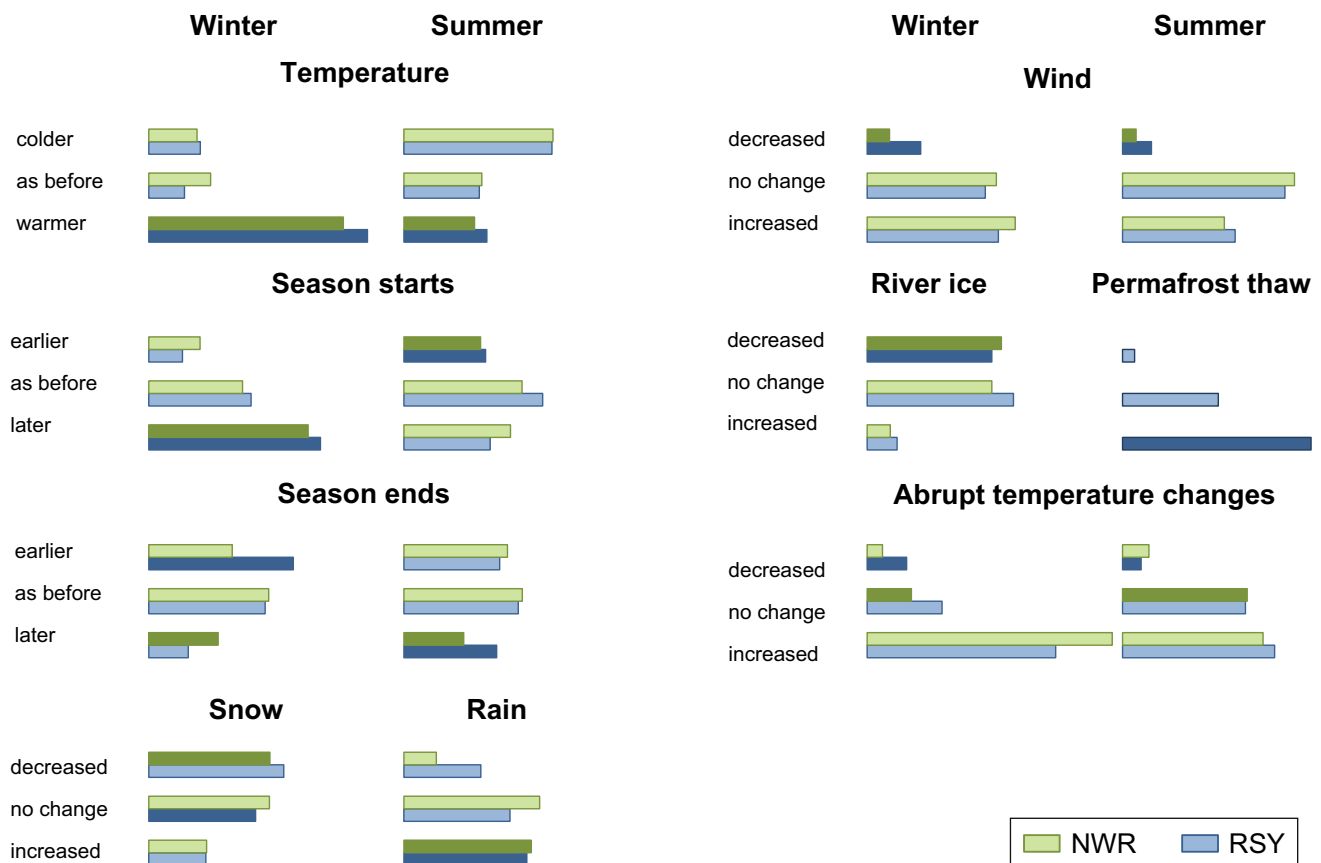 Winter Summer
Temperature
colder
as before
warmer
Season starts
earlier
as before
later
Season ends
earlier
as before
later
Snow Rain
decreased
no change
increased
Winter Summer
Wind
decreased
no change
increased
River ice Permafrost thaw
decreased
no change
increased
Abrupt temperature changes
decreased
no change
increased
NWR RSY